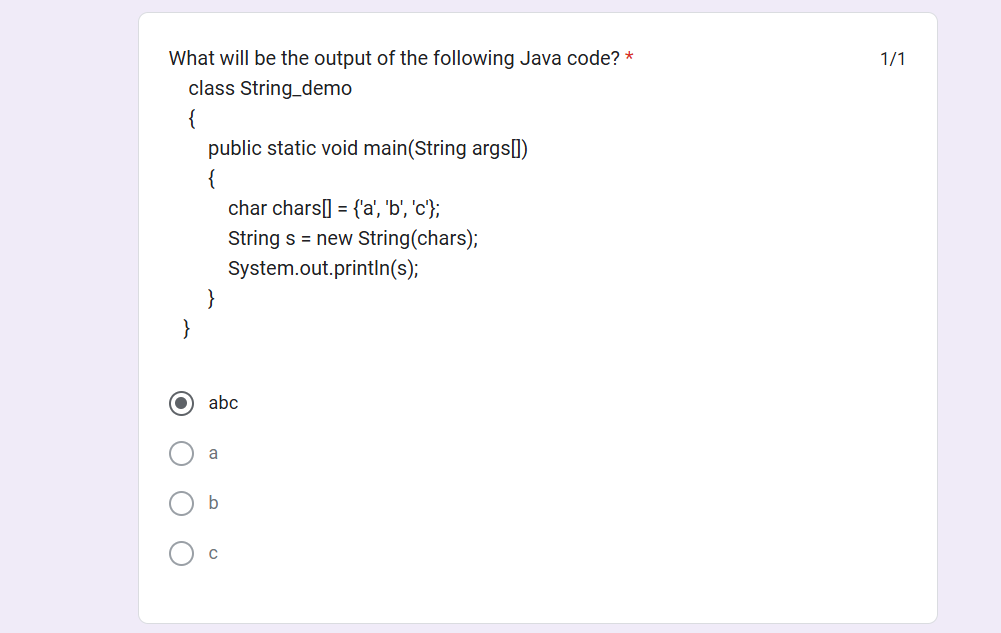 What will be the output of the following Java code? * 1/1
class String_demo
{
public static void main(String args[])
{
char chars[] = {'a', 'b', 'c'};
String s = new String(chars);
System.out.println(s);
}
}
abc
a
b
c